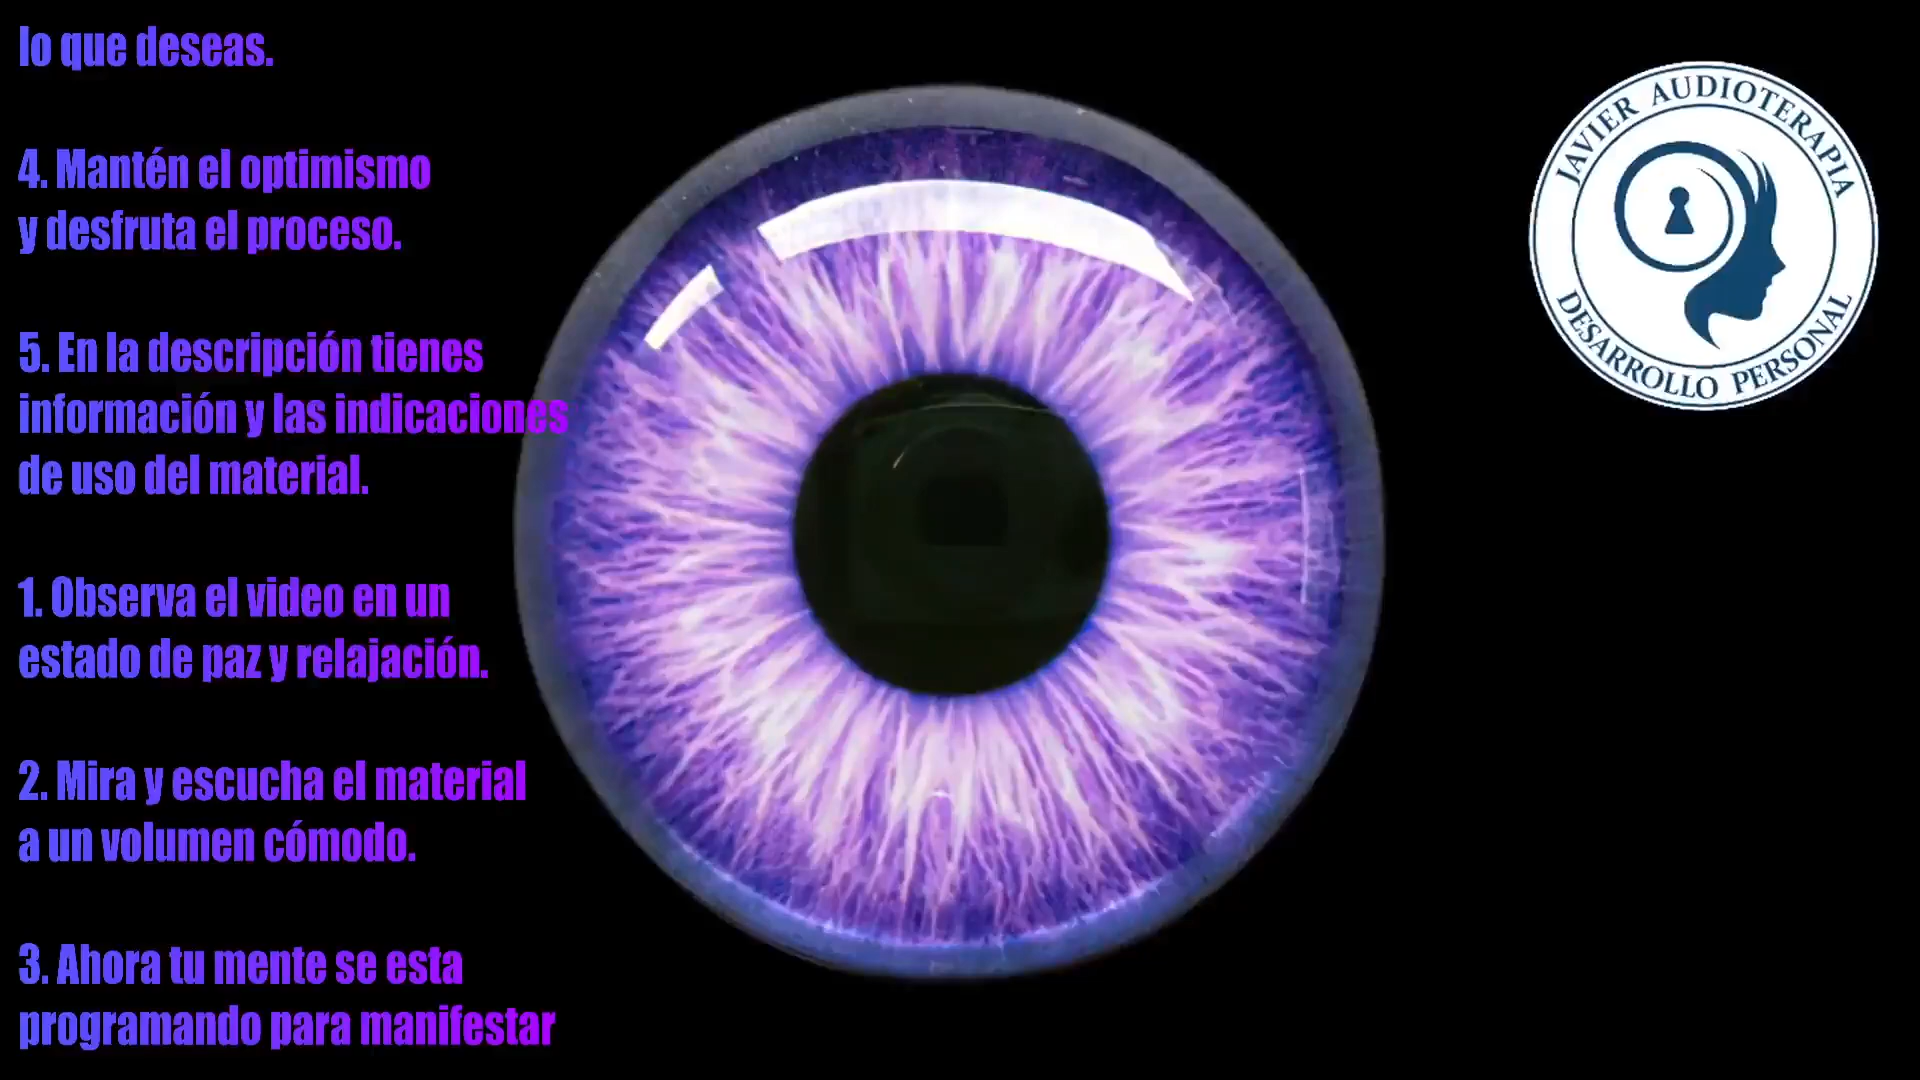 lo que deseas.
4. Mantén el optimismo
y desfruta el proceso.
5. En la descripción tienes
información y las indicaciones
de uso del material.
1. Observa el video en un
estado de paz y relajación.
2. Mira y escucha el material
a un volumen cómodo.
3. Ahora tu mente se esta
programando para manifestar
JAVIER AUDIOTERAPIA
DESARROLLO PERSONAL